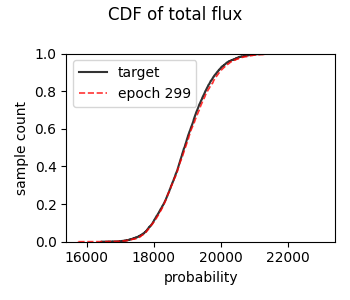 CDF of total flux
1.0
0.8
0.6
0.4
0.2
0.0
sample count
target
epoch 299
16000 18000 20000 22000
probability